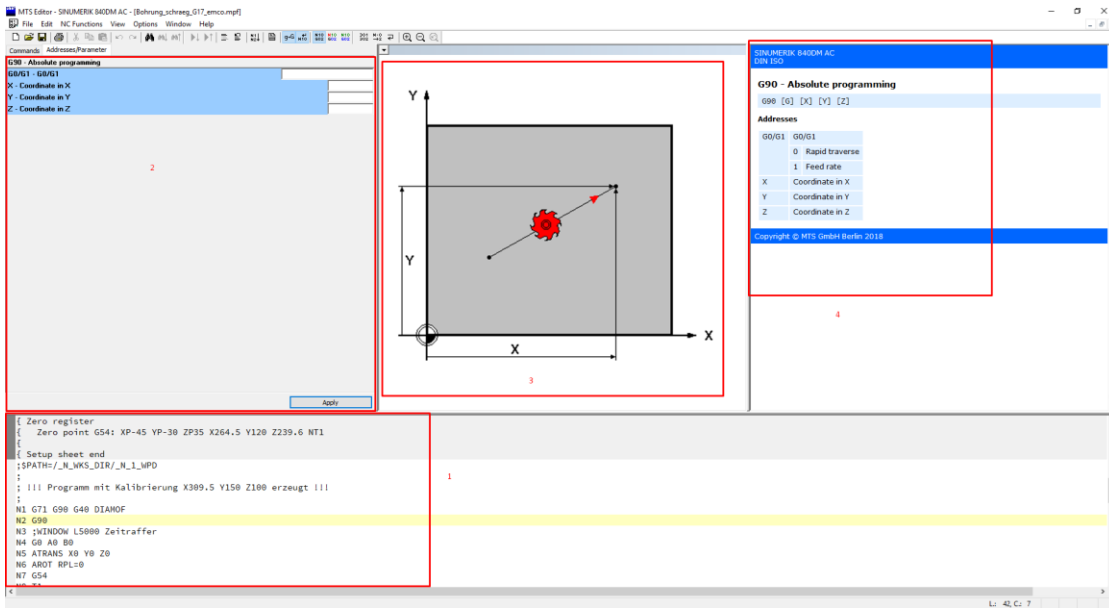 MTS Editor - SINUMERIK 840DM AC - [Bohrung_schraeg_G17_emco.mpf]
File Edit NC Functions View Options Window Help
Commands Addresses/Parameter
G90 - Absolute programming
G0/G1 - G0/G1
X - Coordinate in X
Y - Coordinate in Y
Z - Coordinate in Z
2
Apply
Y
Y
X
X
3
SINUMERIK 840DM AC
DIN ISO
G90 - Absolute programming
G90 [G] [X] [Y] [Z]
Addresses
G0/G1 G0/G1
0 Rapid traverse
1 Feed rate
X Coordinate in X
Y Coordinate in Y
Z Coordinate in Z
Copyright © MTS GmbH Berlin 2018
4
{ Zero register
{ Zero point G54: XP-45 YP-30 ZP35 X264.5 Y120 Z239.6 NT1
{
{ Setup sheet end
;$PATH=/_N_WKS_DIR/_N_1_WPD
;
; !!! Programm mit Kalibrierung X309.5 Y150 Z100 erzeugt !!!
;
N1 G71 G90 G40 DIAMOF
N2 G90
N3 ;WINDOW L5000 Zeitraffer
N4 G0 A0 B0
N5 ATRANS X0 Y0 Z0
N6 AROT RPL=0
N7 G54
1
L.: 42, C.: 7